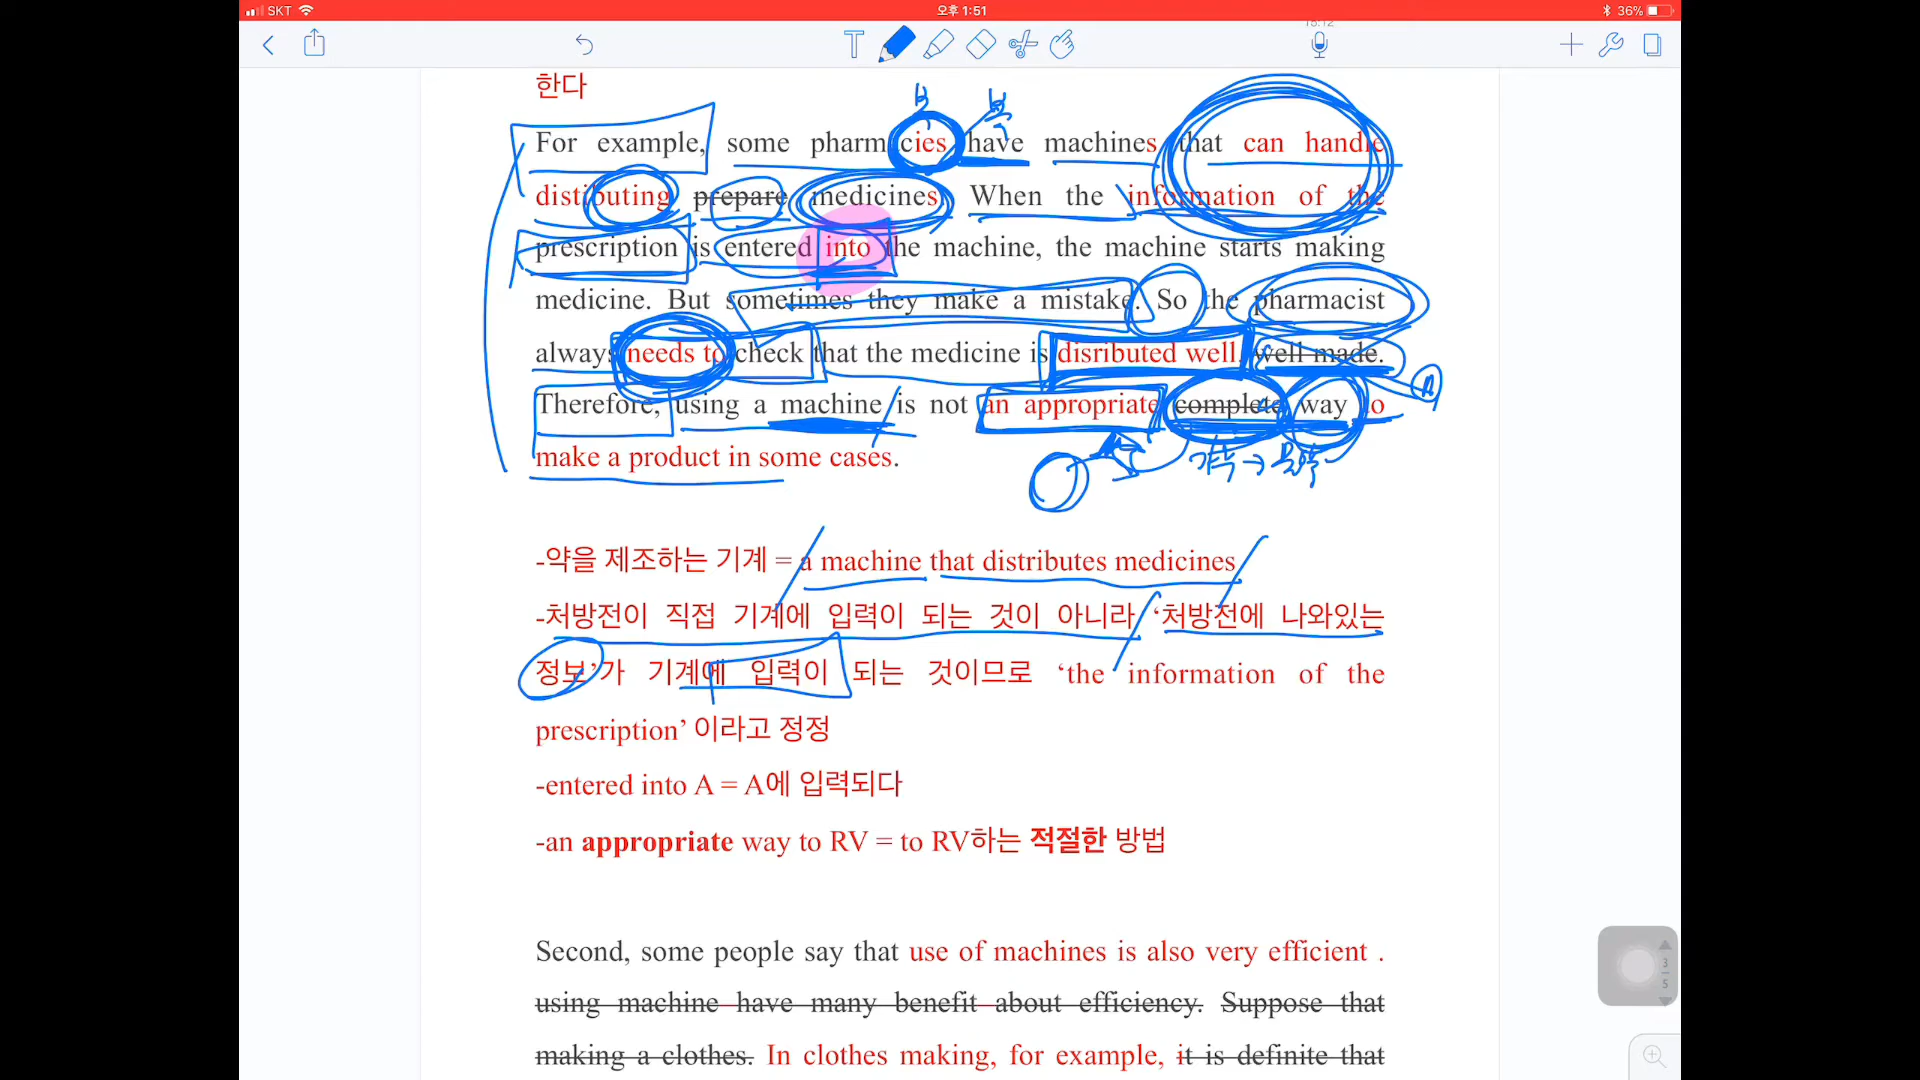 SKT 오후 1:51 36%
15:12
한다
For example, some pharmacies have machines that can handle
distibuting prepare medicines. When the information of the
prescription is entered into the machine, the machine starts making
medicine. But sometimes they make a mistake. So the pharmacist
always needs to check that the medicine is disributed well. well made.
Therefore, using a machine is not an appropriate complete way to
make a product in some cases.
-약을 제조하는 기계 = a machine that distributes medicines
-처방전이 직접 기계에 입력이 되는 것이 아니라 ‘처방전에 나와있는
정보’가 기계에 입력이 되는 것이므로 ‘the information of the
prescription’ 이라고 정정
-entered into A = A에 입력되다
-an appropriate way to RV = to RV하는 적절한 방법
Second, some people say that use of machines is also very efficient .
using machine have many benefit about efficiency. Suppose that
making a clothes. In clothes making, for example, it is definite that
3
5